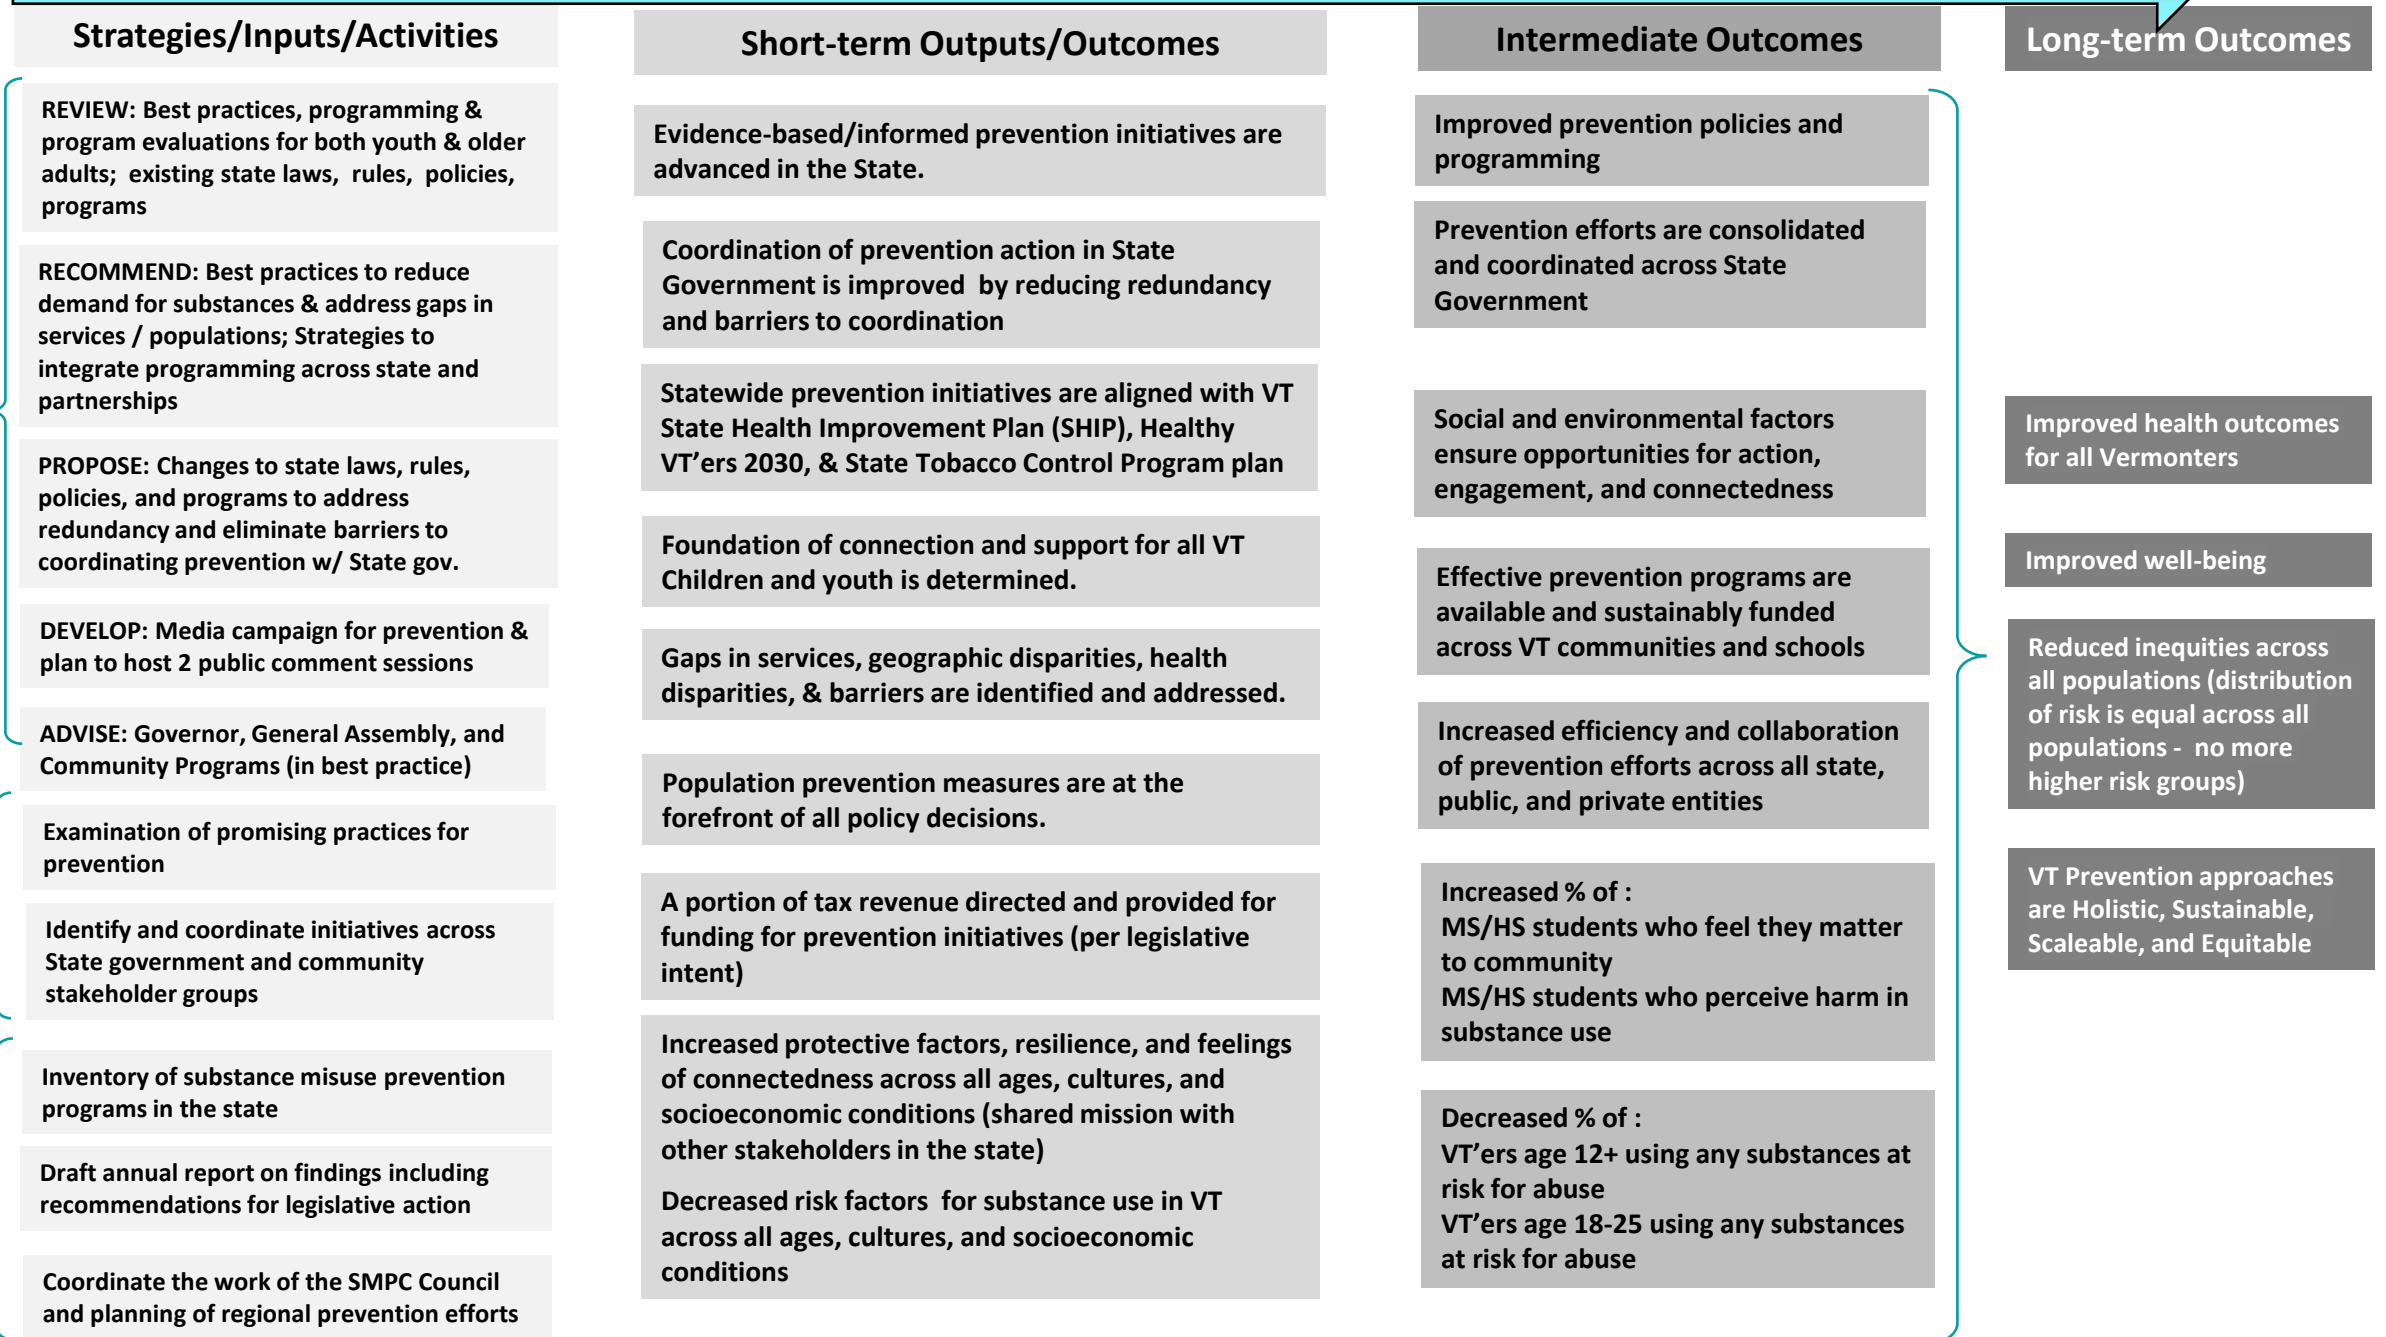 Strategies/Inputs/Activities
REVIEW: Best practices, programming &
program evaluations for both youth & older
adults; existing state laws, rules, policies,
programs
RECOMMEND: Best practices to reduce
demand for substances & address gaps in
services / populations; Strategies to
integrate programming across state and
partnerships
PROPOSE: Changes to state laws, rules,
policies, and programs to address
redundancy and eliminate barriers to
coordinating prevention w/ State gov.
DEVELOP: Media campaign for prevention &
plan to host 2 public comment sessions
ADVISE: Governor, General Assembly, and
Community Programs (in best practice)
Examination of promising practices for
prevention
Identify and coordinate initiatives across
State government and community
stakeholder groups
Inventory of substance misuse prevention
programs in the state
Draft annual report on findings including
recommendations for legislative action
Coordinate the work of the SMPC Council
and planning of regional prevention efforts
Short-term Outputs/Outcomes
Evidence-based/informed prevention initiatives are
advanced in the State.
Coordination of prevention action in State
Government is improved by reducing redundancy
and barriers to coordination
Statewide prevention initiatives are aligned with VT
State Health Improvement Plan (SHIP), Healthy
VT’ers 2030, & State Tobacco Control Program plan
Foundation of connection and support for all VT
Children and youth is determined.
Gaps in services, geographic disparities, health
disparities, & barriers are identified and addressed.
Population prevention measures are at the
forefront of all policy decisions.
A portion of tax revenue directed and provided for
funding for prevention initiatives (per legislative
intent)
Increased protective factors, resilience, and feelings
of connectedness across all ages, cultures, and
socioeconomic conditions (shared mission with
other stakeholders in the state)
Decreased risk factors for substance use in VT
across all ages, cultures, and socioeconomic
conditions
Intermediate Outcomes
Improved prevention policies and
programming
Prevention efforts are consolidated
and coordinated across State
Government
Social and environmental factors
ensure opportunities for action,
engagement, and connectedness
Effective prevention programs are
available and sustainably funded
across VT communities and schools
Increased efficiency and collaboration
of prevention efforts across all state,
public, and private entities
Increased % of :
MS/HS students who feel they matter
to community
MS/HS students who perceive harm in
substance use
Decreased % of :
VT’ers age 12+ using any substances at
risk for abuse
VT’ers age 18-25 using any substances
at risk for abuse
Long-term Outcomes
Improved health outcomes
for all Vermonters
Improved well-being
Reduced inequities across
all populations (distribution
of risk is equal across all
populations - no more
higher risk groups)
VT Prevention approaches
are Holistic, Sustainable,
Scaleable, and Equitable